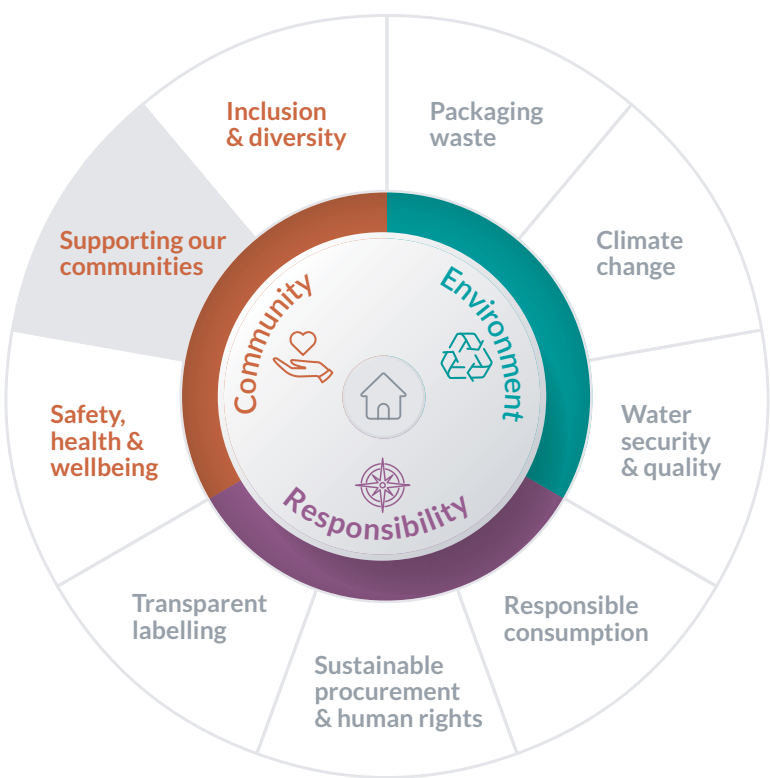 Inclusion
& diversity
Packaging
waste
Supporting our
communities
Climate
change
Community
Environment
Safety,
health &
wellbeing
Water
security
& quality
Responsibility
Transparent
labelling
Responsible
consumption
Sustainable
procurement
& human rights